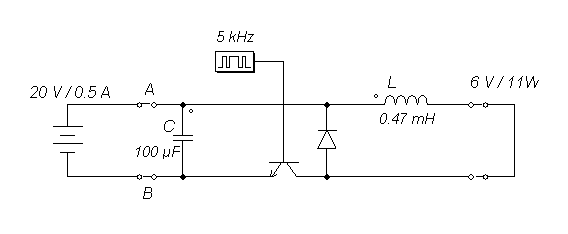 5 kHz
20 V / 0.5 A
A
L
6 V / 11W
C
0.47 mH
100 µF
B